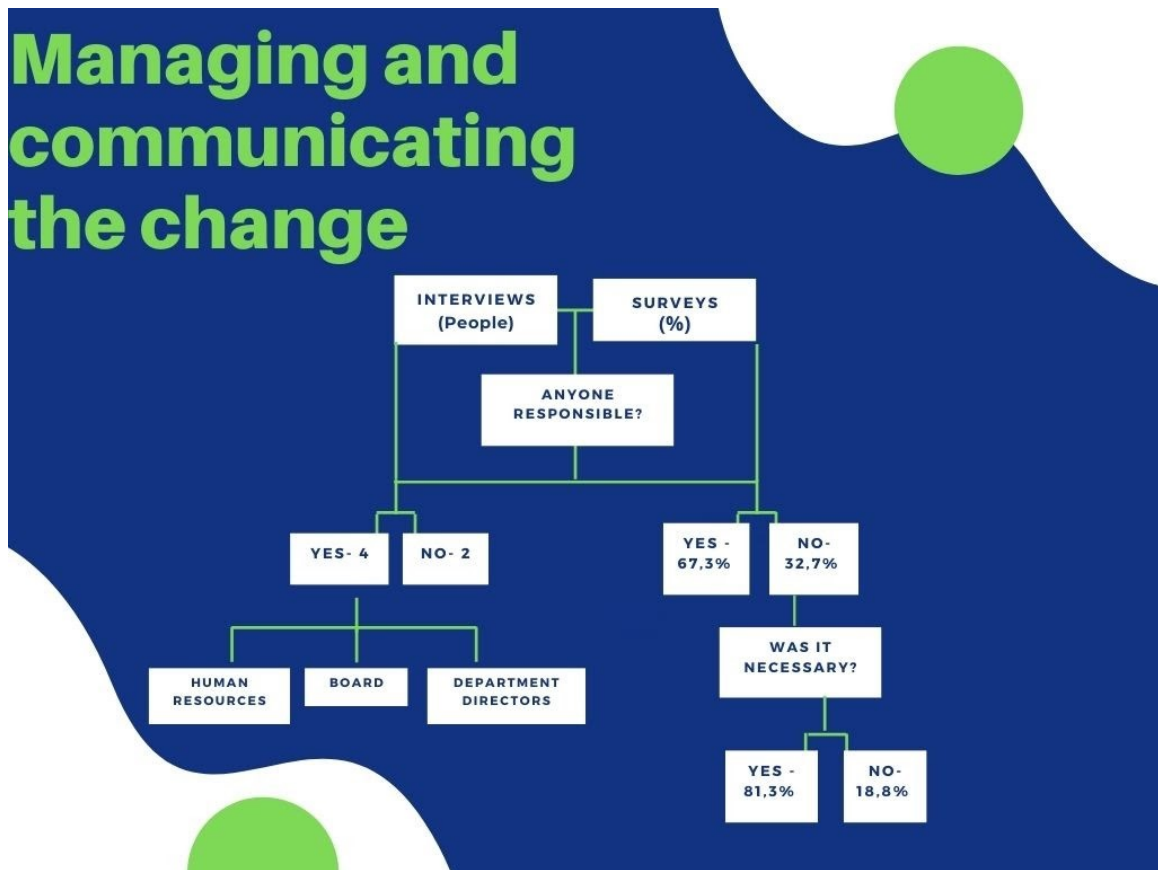 Managing and
communicating
the change
INTERVIEWS
(People)
SURVEYS
(%)
ANYONE
RESPONSIBLE?
YES- 4
NO- 2
YES -
67,3%
NO-
32,7%
HUMAN
RESOURCES
BOARD
DEPARTMENT
DIRECTORS
WAS IT
NECESSARY?
YES -
81,3%
NO-
18,8%